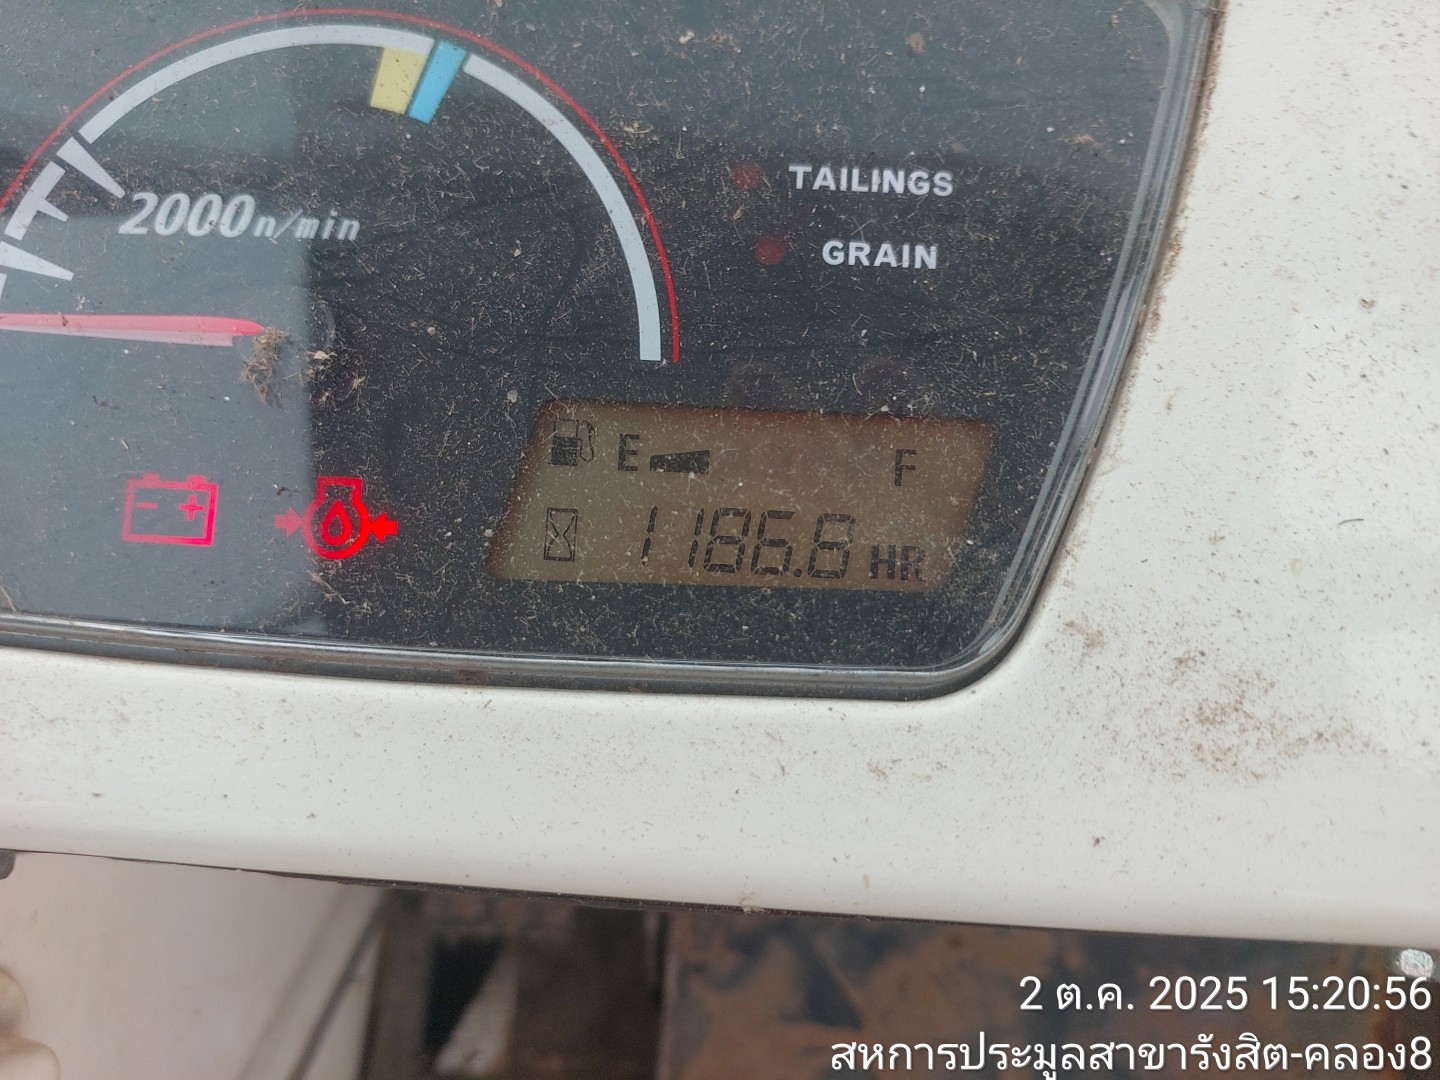 2000n/min
TAILINGS
GRAIN
E F
1186.8 HR
2 ต.ค. 2025 15:20:56
สหการประมูลสาขารังสิต-คลอง8